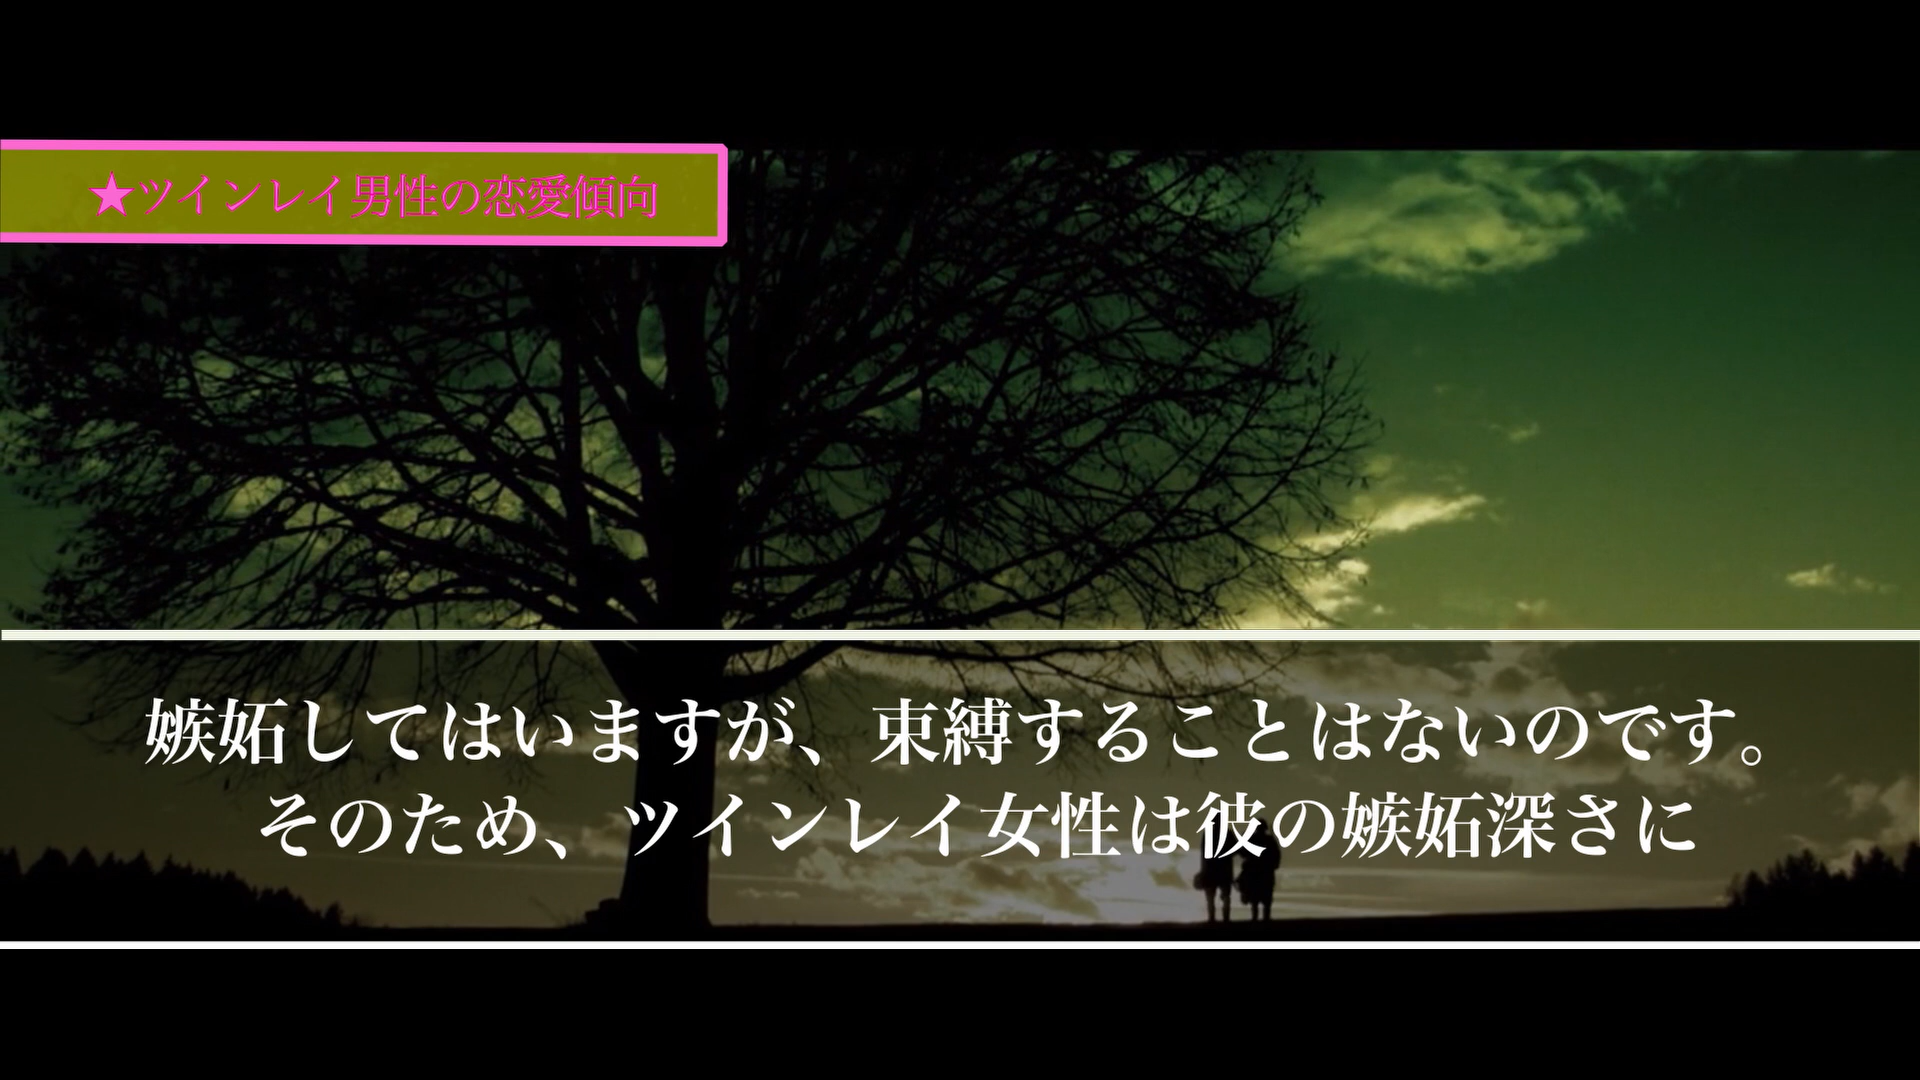 ★ツインレイ男性の恋愛傾向
嫉妬してはいますが、束縛することはないのです。
そのため、ツインレイ女性は彼の嫉妬深さに